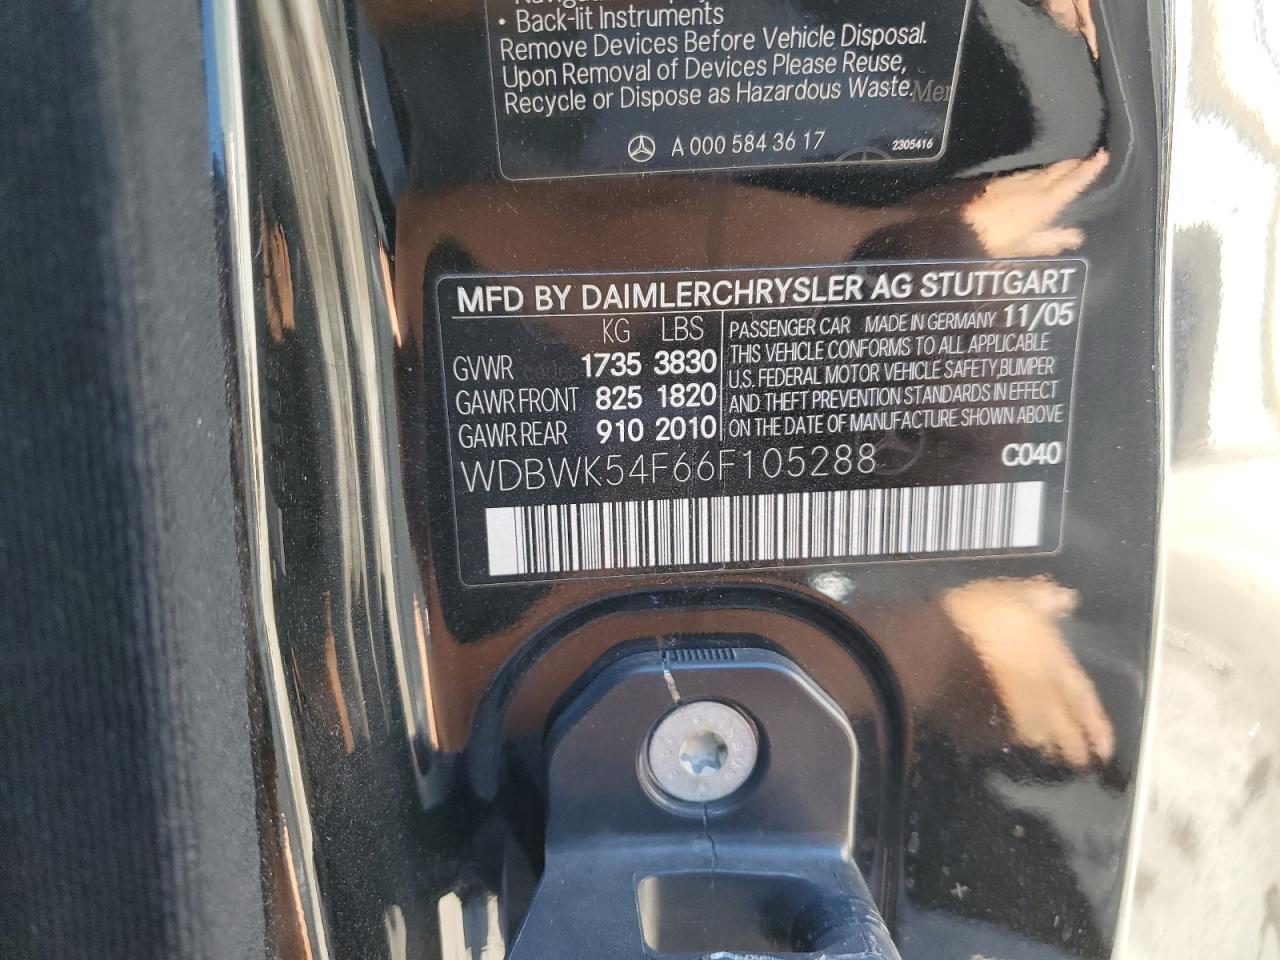 • Back-lit Instruments
Remove Devices Before Vehicle Disposal.
Upon Removal of Devices Please Reuse,
Recycle or Dispose as Hazardous Waste.
A 000 584 36 17 2305416
MFD BY DAIMLERCHRYSLER AG STUTTGART
KG LBS
GVWR 1735 3830
GAWR FRONT 825 1820
GAWR REAR 910 2010
PASSENGER CAR MADE IN GERMANY 11/05
THIS VEHICLE CONFORMS TO ALL APPLICABLE
U.S. FEDERAL MOTOR VEHICLE SAFETY,BUMPER
AND THEFT PREVENTION STANDARDS IN EFFECT
ON THE DATE OF MANUFACTURE SHOWN ABOVE
WDBWK54F66F105288 C040